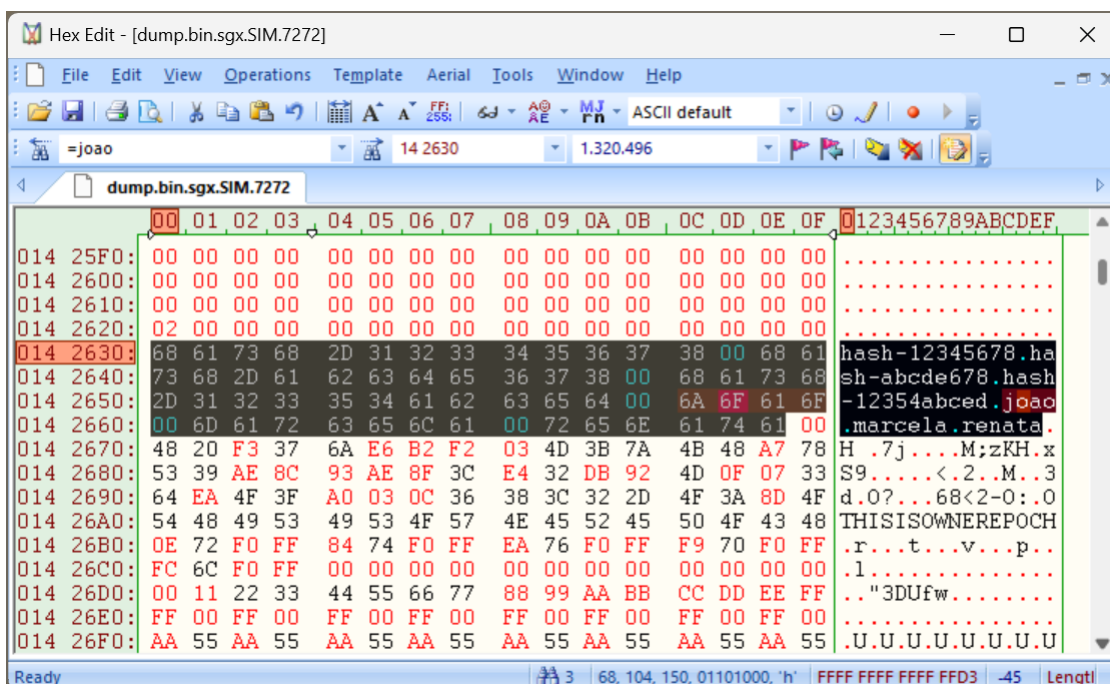 Hex Edit - [dump.bin.sgx.SIM.7272]
File Edit View Operations Template Aerial Tools Window Help
ASCII default
=joao 14 2630 1.320.496
dump.bin.sgx.SIM.7272
00 01 02 03 04 05 06 07 08 09 0A 0B 0C 0D 0E 0F 0123456789ABCDEF
014 25F0: 00 00 00 00 00 00 00 00 00 00 00 00 00 00 00 00 ................
014 2600: 00 00 00 00 00 00 00 00 00 00 00 00 00 00 00 00 ................
014 2610: 00 00 00 00 00 00 00 00 00 00 00 00 00 00 00 00 ................
014 2620: 02 00 00 00 00 00 00 00 00 00 00 00 00 00 00 00 ................
014 2630: 68 61 73 68 2D 31 32 33 34 35 36 37 38 00 68 61 hash-12345678.ha
014 2640: 73 68 2D 61 62 63 64 65 36 37 38 00 68 61 73 68 sh-abcde678.hash
014 2650: 2D 31 32 33 35 34 61 62 63 65 64 00 6A 6F 61 6F -12354abced.joao
014 2660: 00 6D 61 72 63 65 6C 61 00 72 65 6E 61 74 61 00 .marcela.renata.
014 2670: 48 20 F3 37 6A E6 B2 F2 03 4D 3B 7A 4B 48 A7 78 H .7j....M;zKH.x
014 2680: 53 39 AE 8C 93 AE 8F 3C E4 32 DB 92 4D 0F 07 33 S9.....<.2..M..3
014 2690: 64 EA 4F 3F A0 03 0C 36 38 3C 32 2D 4F 3A 8D 4F d.O?...68<2-O:.O
014 26A0: 54 48 49 53 49 53 4F 57 4E 45 52 45 50 4F 43 48 THISISOWNEREPOCH
014 26B0: 0E 72 F0 FF 84 74 F0 FF EA 76 F0 FF F9 70 F0 FF .r...t...v...p..
014 26C0: FC 6C F0 FF 00 00 00 00 00 00 00 00 00 00 00 00 .l..............
014 26D0: 00 11 22 33 44 55 66 77 88 99 AA BB CC DD EE FF .."3DUfw........
014 26E0: FF 00 FF 00 FF 00 FF 00 FF 00 FF 00 FF 00 FF 00 ................
014 26F0: AA 55 AA 55 AA 55 AA 55 AA 55 AA 55 AA 55 AA 55 .U.U.U.U.U.U.U.U
Ready 3 68, 104, 150, 01101000, 'h' FFFF FFFF FFFF FFD3 -45 Lengtl